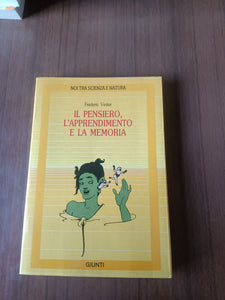 NOI TRA SCIENZA E NATURA
Frederic Vester
IL PENSIERO,
L'APPRENDIMENTO
E LA MEMORIA
GIUNTI